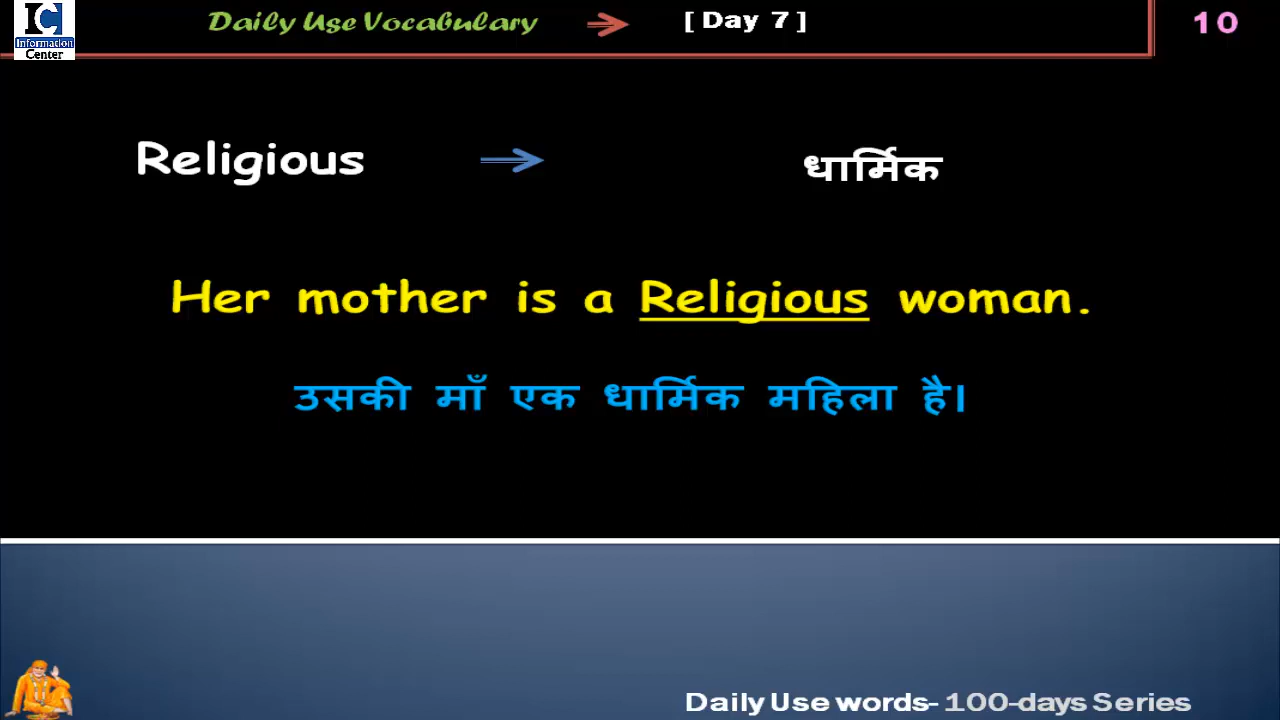 IC
Information
Center
Daily Use Vocabulary [ Day 7 ] 10
Religious धार्मिक
Her mother is a Religious woman.
उसकी माँ एक धार्मिक महिला है।
Daily Use words- 100-days Series